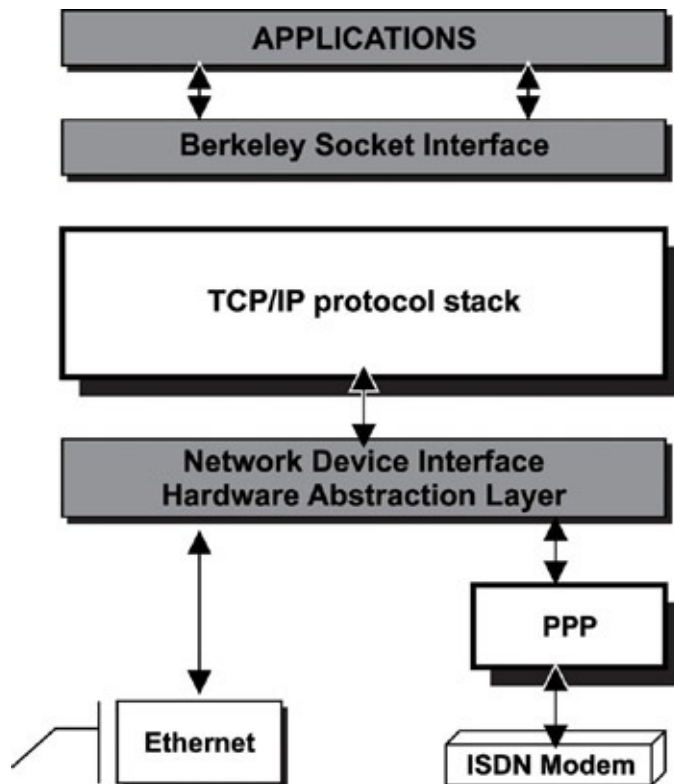 APPLICATIONS
Berkeley Socket Interface
TCP/IP protocol stack
Network Device Interface
Hardware Abstraction Layer
PPP
Ethernet
ISDN Modem